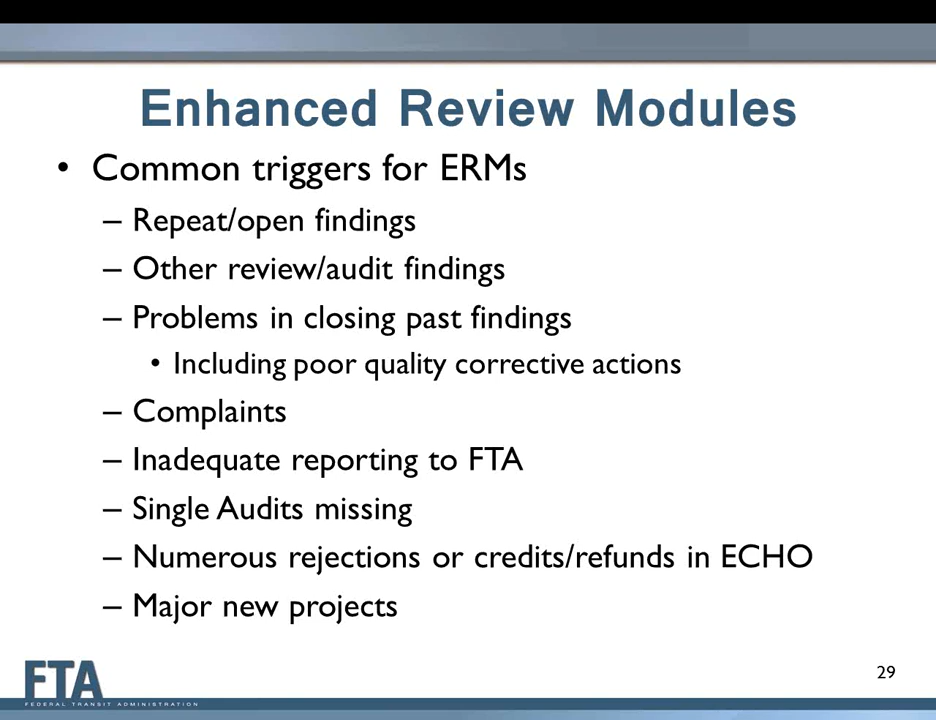 Enhanced Review Modules
• Common triggers for ERMs
– Repeat/open findings
– Other review/audit findings
– Problems in closing past findings
• Including poor quality corrective actions
– Complaints
– Inadequate reporting to FTA
– Single Audits missing
– Numerous rejections or credits/refunds in ECHO
– Major new projects
29
FTA
FEDERAL TRANSIT ADMINISTRATION